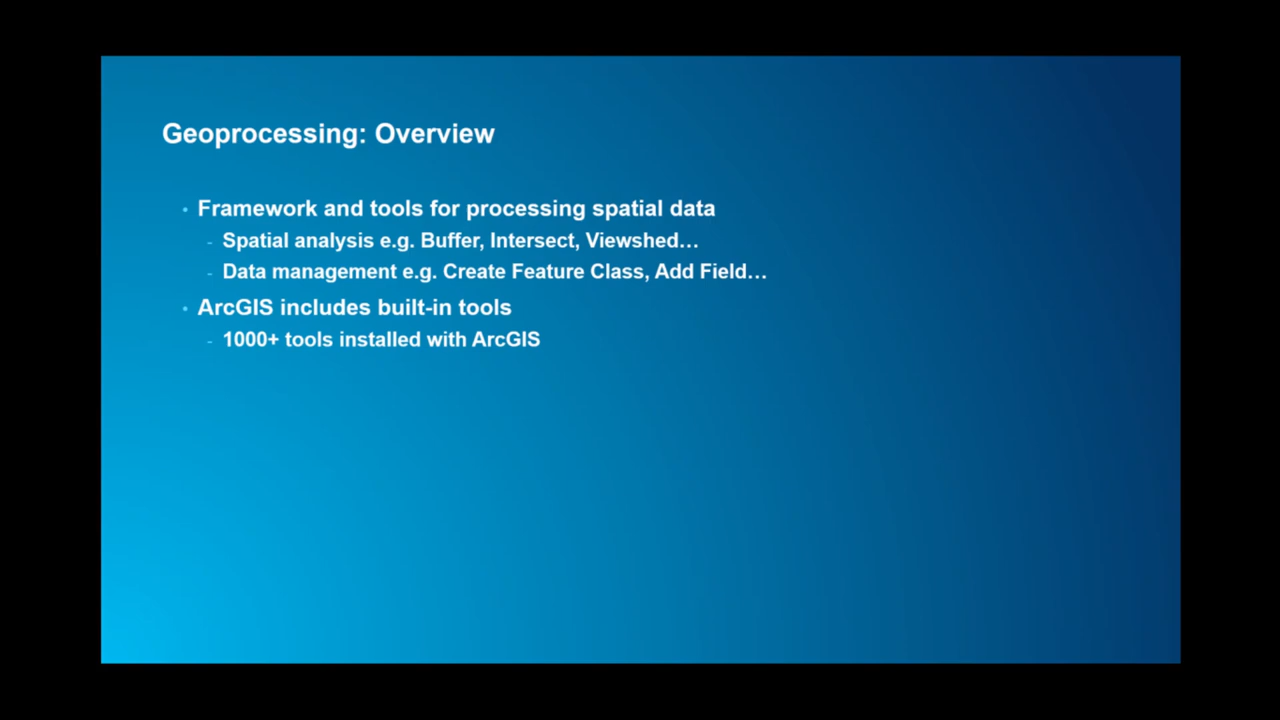 Geoprocessing: Overview
• Framework and tools for processing spatial data
- Spatial analysis e.g. Buffer, Intersect, Viewshed…
- Data management e.g. Create Feature Class, Add Field…
• ArcGIS includes built-in tools
- 1000+ tools installed with ArcGIS